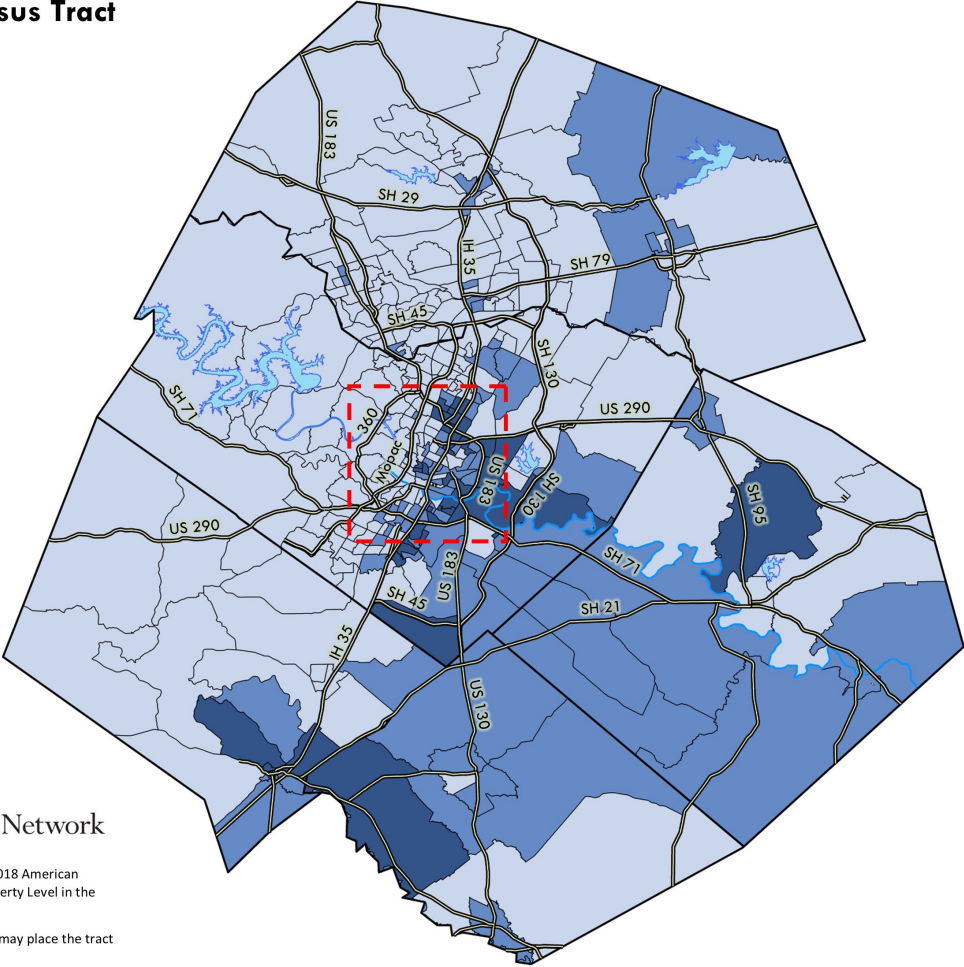 sus Tract
US 183
SH 29
IH 35
SH 79
SH 45
SH 130
SH 71
360
US 290
Mopac
US 183
SH 130
SH 95
US 290
SH 71
US 183
SH 45
SH 21
IH 35
US 130
Network
018 American
erty Level in the
may place the tract